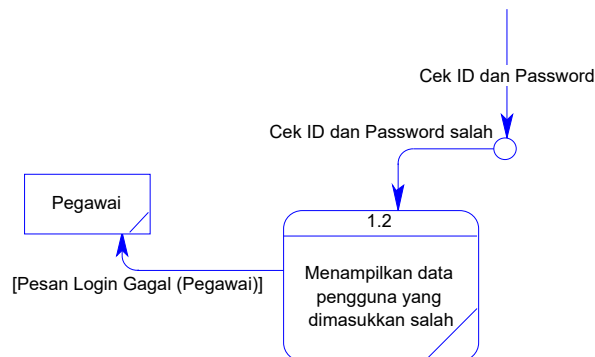 Cek ID dan Password
Cek ID dan Password salah
Pegawai
1.2
[Pesan Login Gagal (Pegawai)]
Menampilkan data
pengguna yang
dimasukkan salah